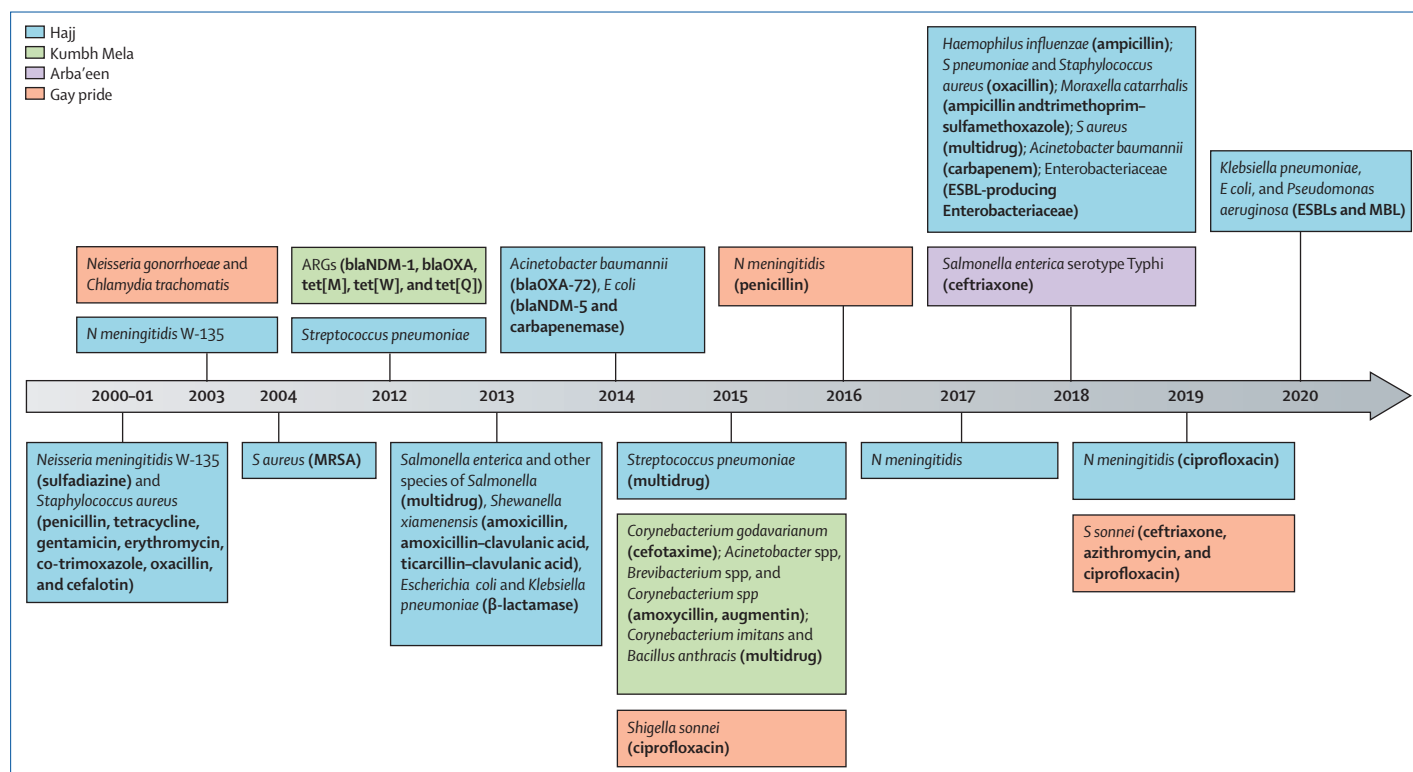 Hajj
Kumbh Mela
Arba’een
Gay pride
Haemophilus influenzae (ampicillin);
S pneumoniae and Staphylococcus
aureus (oxacillin); Moraxella catarrhalis
(ampicillin andtrimethoprim–
sulfamethoxazole); S aureus
(multidrug); Acinetobacter baumannii
(carbapenem); Enterobacteriaceae
(ESBL-producing
Enterobacteriaceae)
Klebsiella pneumoniae,
E coli, and Pseudomonas
aeruginosa (ESBLs and MBL)
Neisseria gonorrhoeae and
Chlamydia trachomatis
ARGs (blaNDM-1, blaOXA,
tet[M], tet[W], and tet[Q])
Acinetobacter baumannii
(blaOXA-72), E coli
(blaNDM-5 and
carbapenemase)
N meningitidis
(penicillin)
Salmonella enterica serotype Typhi
(ceftriaxone)
N meningitidis W-135
Streptococcus pneumoniae
2000–01 2003 2004 2012 2013 2014 2015 2016 2017 2018 2019 2020
Neisseria meningitidis W-135
(sulfadiazine) and
Staphylococcus aureus
(penicillin, tetracycline,
gentamicin, erythromycin,
co-trimoxazole, oxacillin,
and cefalotin)
S aureus (MRSA)
Salmonella enterica and other
species of Salmonella
(multidrug), Shewanella
xiamenensis (amoxicillin,
amoxicillin–clavulanic acid,
ticarcillin–clavulanic acid),
Escherichia coli and Klebsiella
pneumoniae (β-lactamase)
Streptococcus pneumoniae
(multidrug)
Corynebacterium godavarianum
(cefotaxime); Acinetobacter spp,
Brevibacterium spp, and
Corynebacterium spp
(amoxycillin, augmentin);
Corynebacterium imitans and
Bacillus anthracis (multidrug)
Shigella sonnei
(ciprofloxacin)
N meningitidis
N meningitidis (ciprofloxacin)
S sonnei (ceftriaxone,
azithromycin, and
ciprofloxacin)